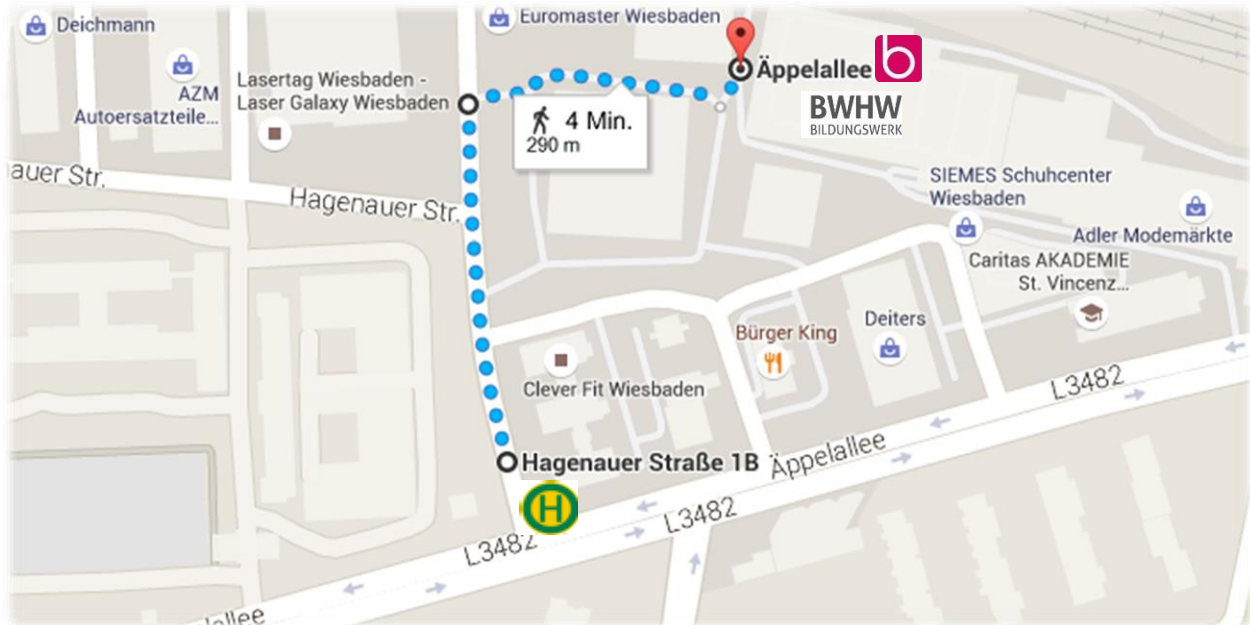 Deichmann
Euromaster Wiesbaden
AZM
Autoersatzteile...
Lasertag Wiesbaden -
Laser Galaxy Wiesbaden
Äppelallee
b
BWHW
BILDUNGSWERK
4 Min.
290 m
auer Str.
Hagenauer Str.
SIEMES Schuhcenter
Wiesbaden
Adler Modemärkte
Caritas AKADEMIE
St. Vincenz...
Bürger King
Deiters
Clever Fit Wiesbaden
L3482
Hagenauer Straße 1B
Äppelallee
H
L3482
L3482
allee